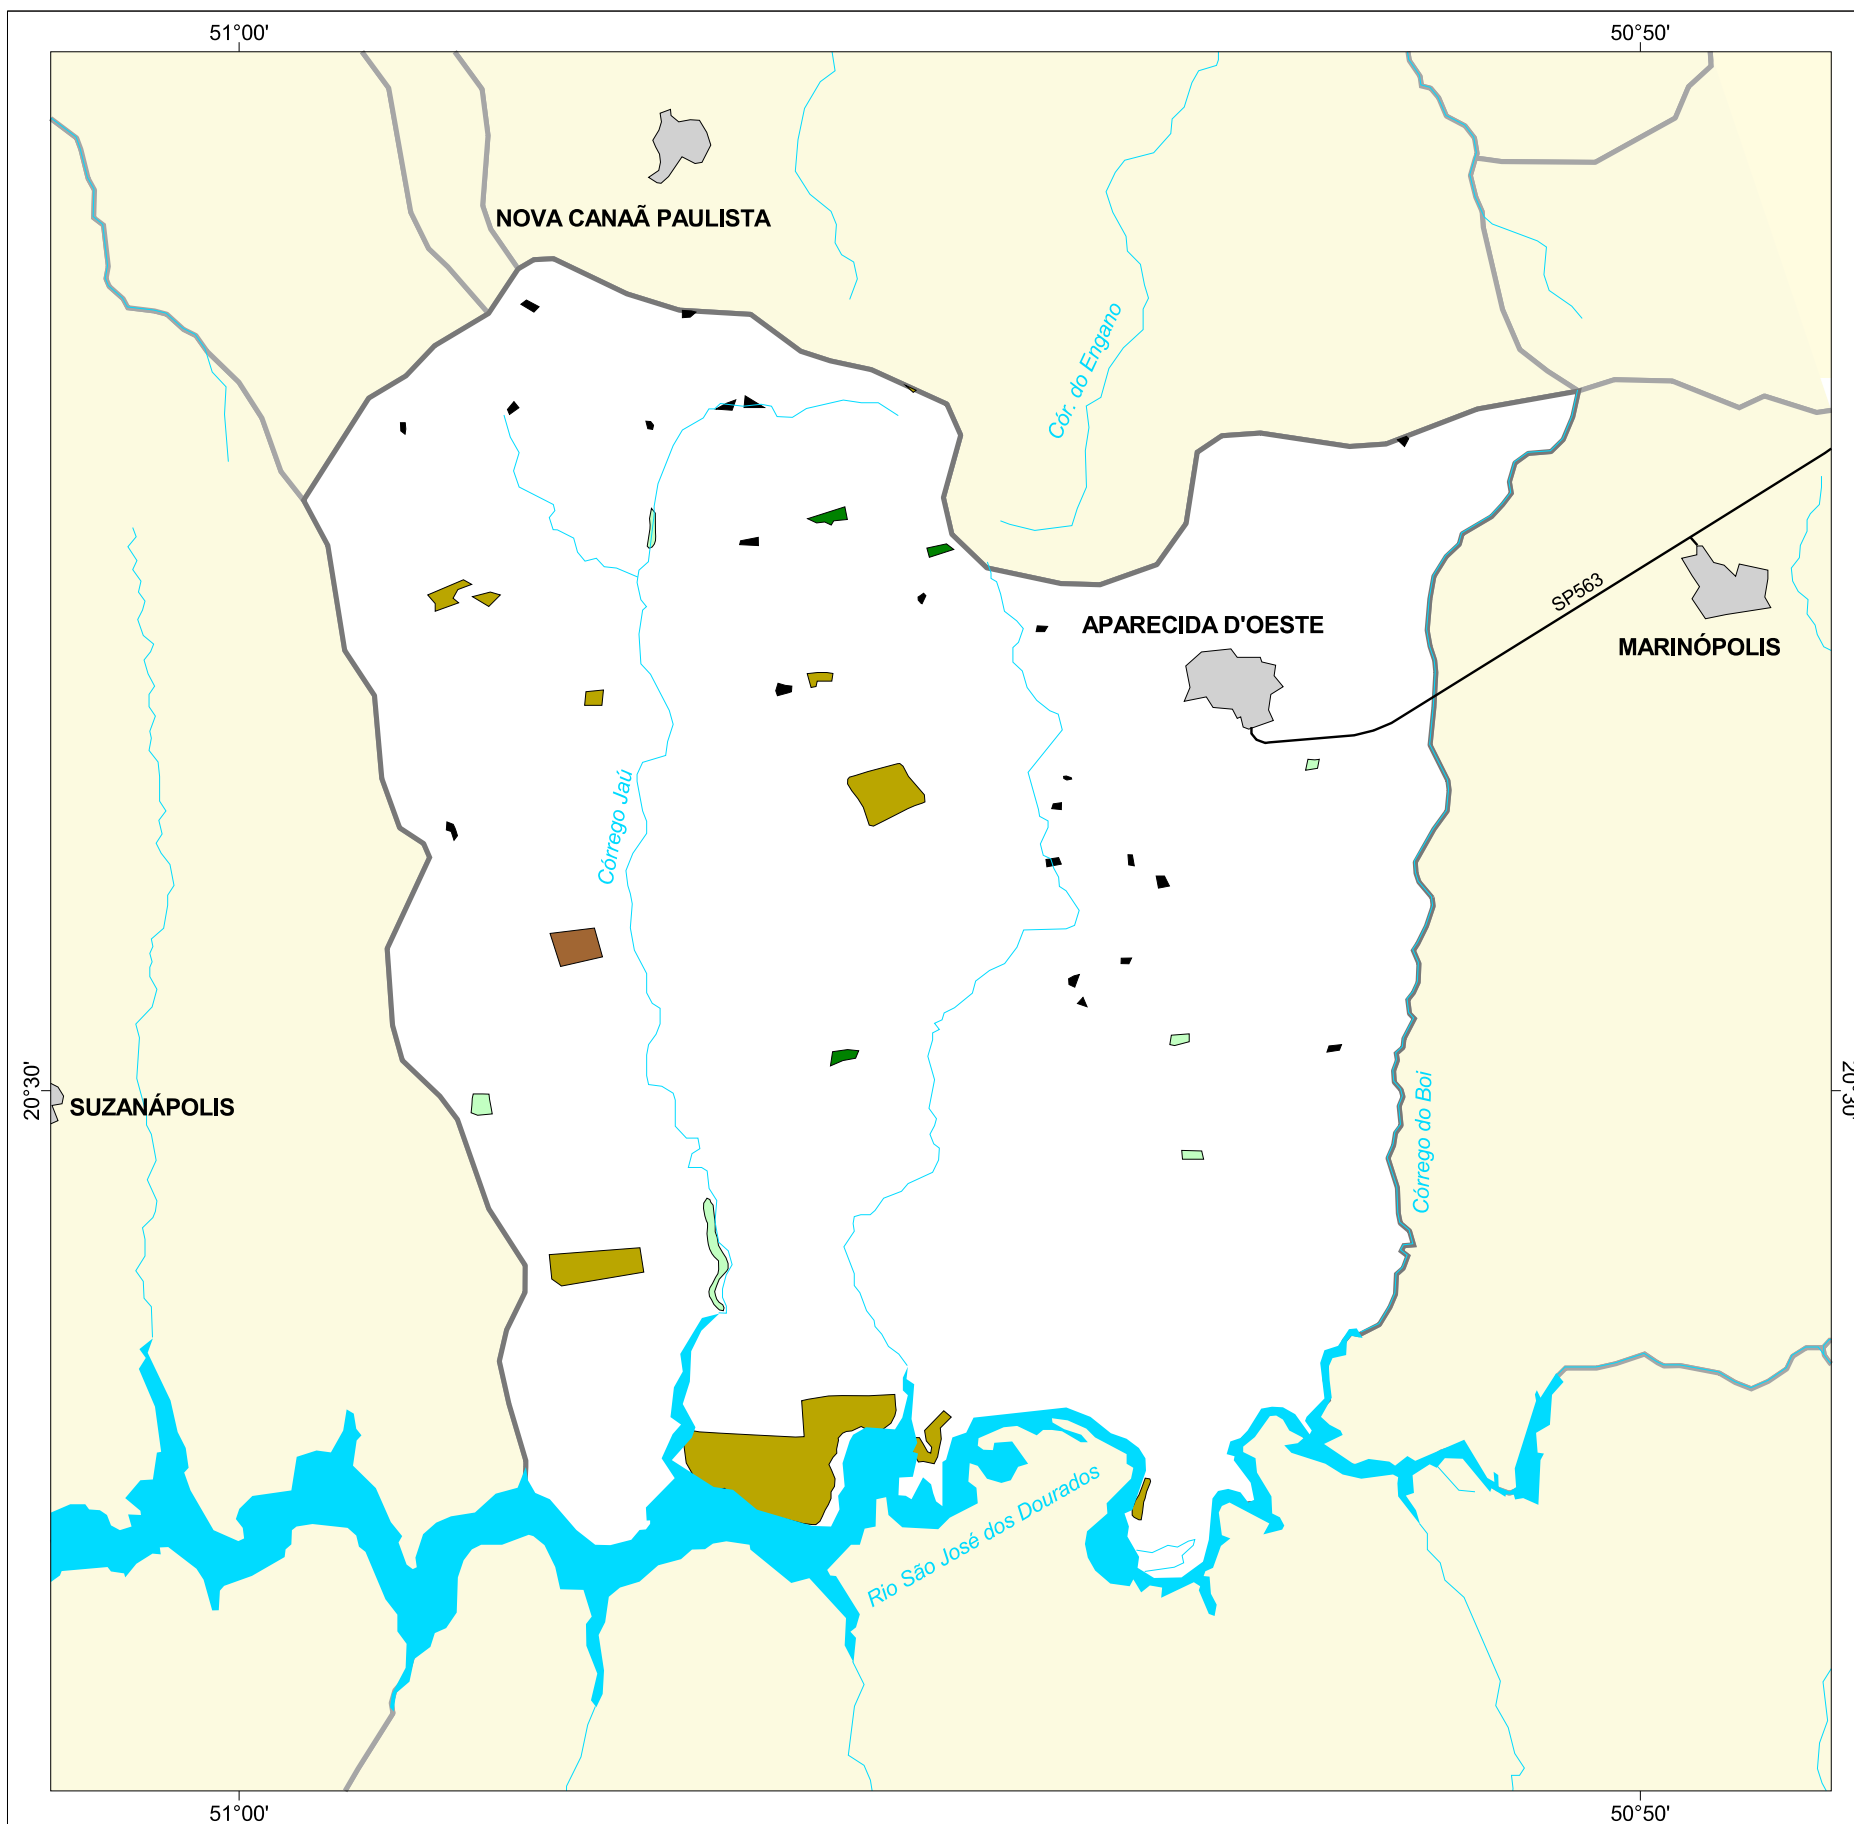 51°00'
50°50'
NOVA CANAÃ PAULISTA
Cór. do Engano
SP563
APARECIDA D'OESTE
MARINÓPOLIS
Córrego Jaú
20°30'
20°30'
SUZANÁPOLIS
Córrego do Boi
Rio São José dos Dourados
51°00'
50°50'